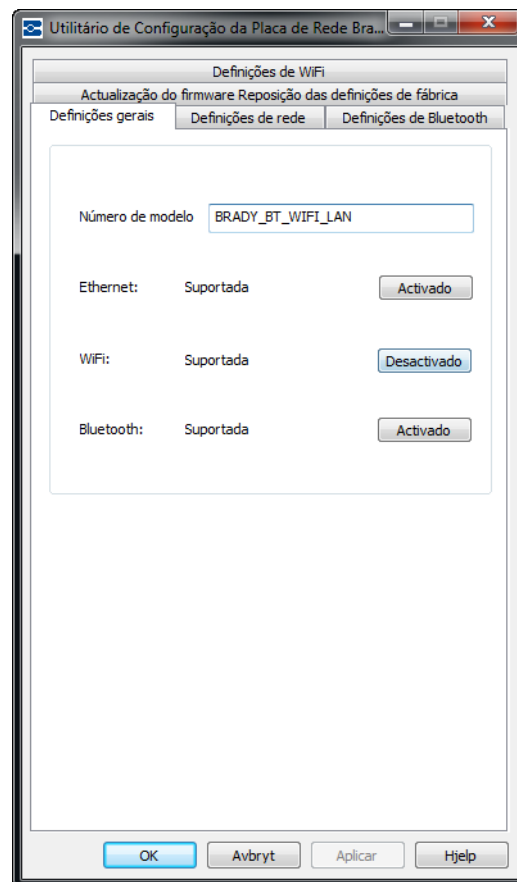 Utilitário de Configuração da Placa de Rede Bra...
Definições de WiFi
Actualização do firmware Reposição das definições de fábrica
Definições gerais Definições de rede Definições de Bluetooth
Número de modelo BRADY_BT_WIFI_LAN
Ethernet: Suportada Activado
WiFi: Suportada Desactivado
Bluetooth: Suportada Activado
OK Avbryt Aplicar Hjelp